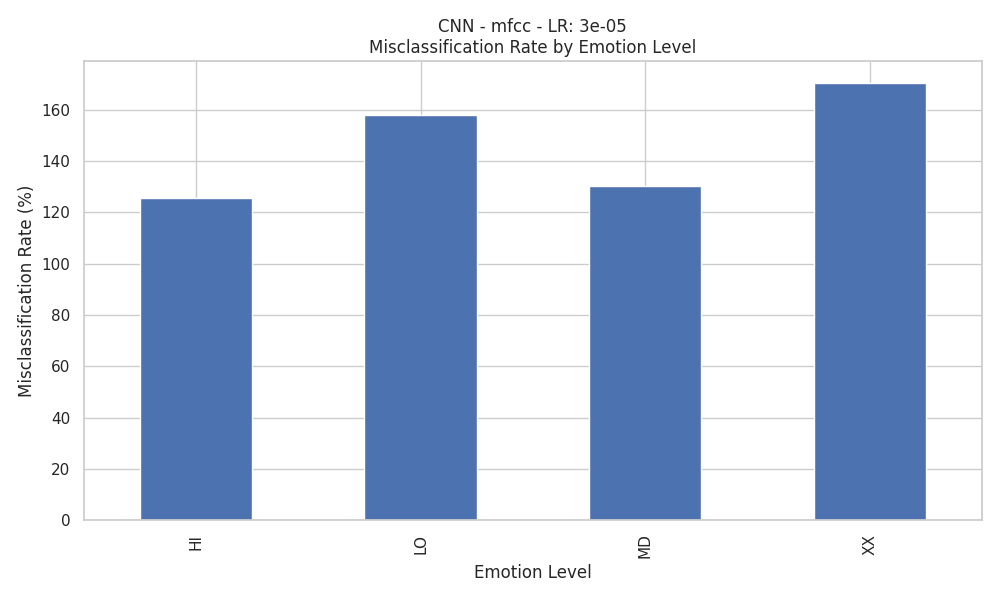 CNN - mfcc - LR: 3e-05
Misclassification Rate by Emotion Level
Misclassification Rate (%)
160
140
120
100
80
60
40
20
0
HI
LO
MD
XX
Emotion Level